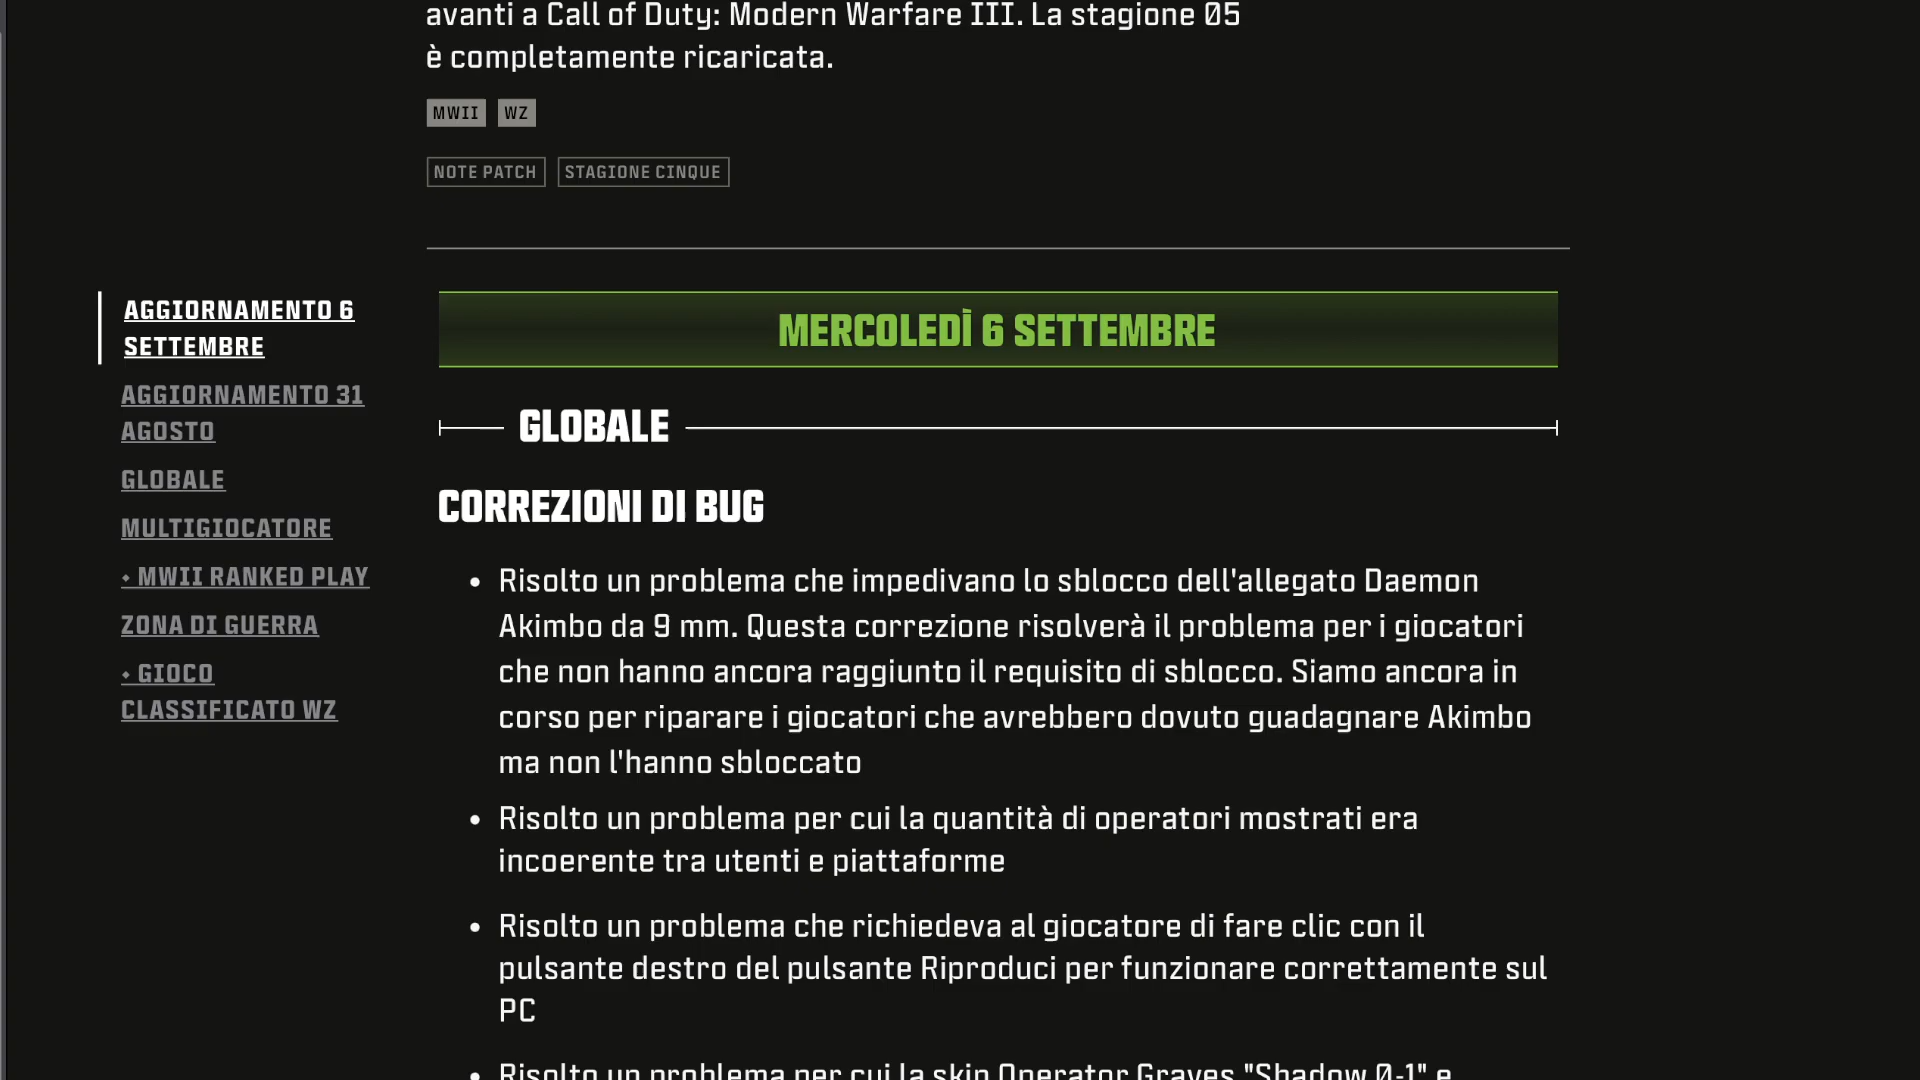 avanti a Call of Duty: Modern Warfare III. La stagione 05
è completamente ricaricata.
MWII WZ
NOTE PATCH STAGIONE CINQUE
AGGIORNAMENTO 6
SETTEMBRE
AGGIORNAMENTO 31
AGOSTO
GLOBALE
MULTIGIOCATORE
• MWII RANKED PLAY
ZONA DI GUERRA
• GIOCO
CLASSIFICATO WZ
MERCOLEDÌ 6 SETTEMBRE
GLOBALE
CORREZIONI DI BUG
• Risolto un problema che impedivano lo sblocco dell'allegato Daemon
Akimbo da 9 mm. Questa correzione risolverà il problema per i giocatori
che non hanno ancora raggiunto il requisito di sblocco. Siamo ancora in
corso per riparare i giocatori che avrebbero dovuto guadagnare Akimbo
ma non l'hanno sbloccato
• Risolto un problema per cui la quantità di operatori mostrati era
incoerente tra utenti e piattaforme
• Risolto un problema che richiedeva al giocatore di fare clic con il
pulsante destro del pulsante Riproduci per funzionare correttamente sul
PC
• Risolto un problema per cui la skin Operator Graves "Shadow 0-1" e